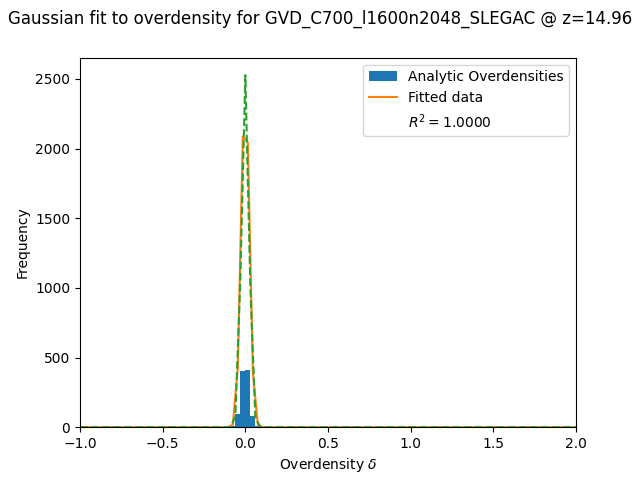 Gaussian fit to overdensity for GVD_C700_l1600n2048_SLEGAC @ z=14.96
Analytic Overdensities
Fitted data
R² = 1.0000
Frequency
2500
2000
1500
1000
500
0
−1.0 −0.5 0.0 0.5 1.0 1.5 2.0
Overdensity δ